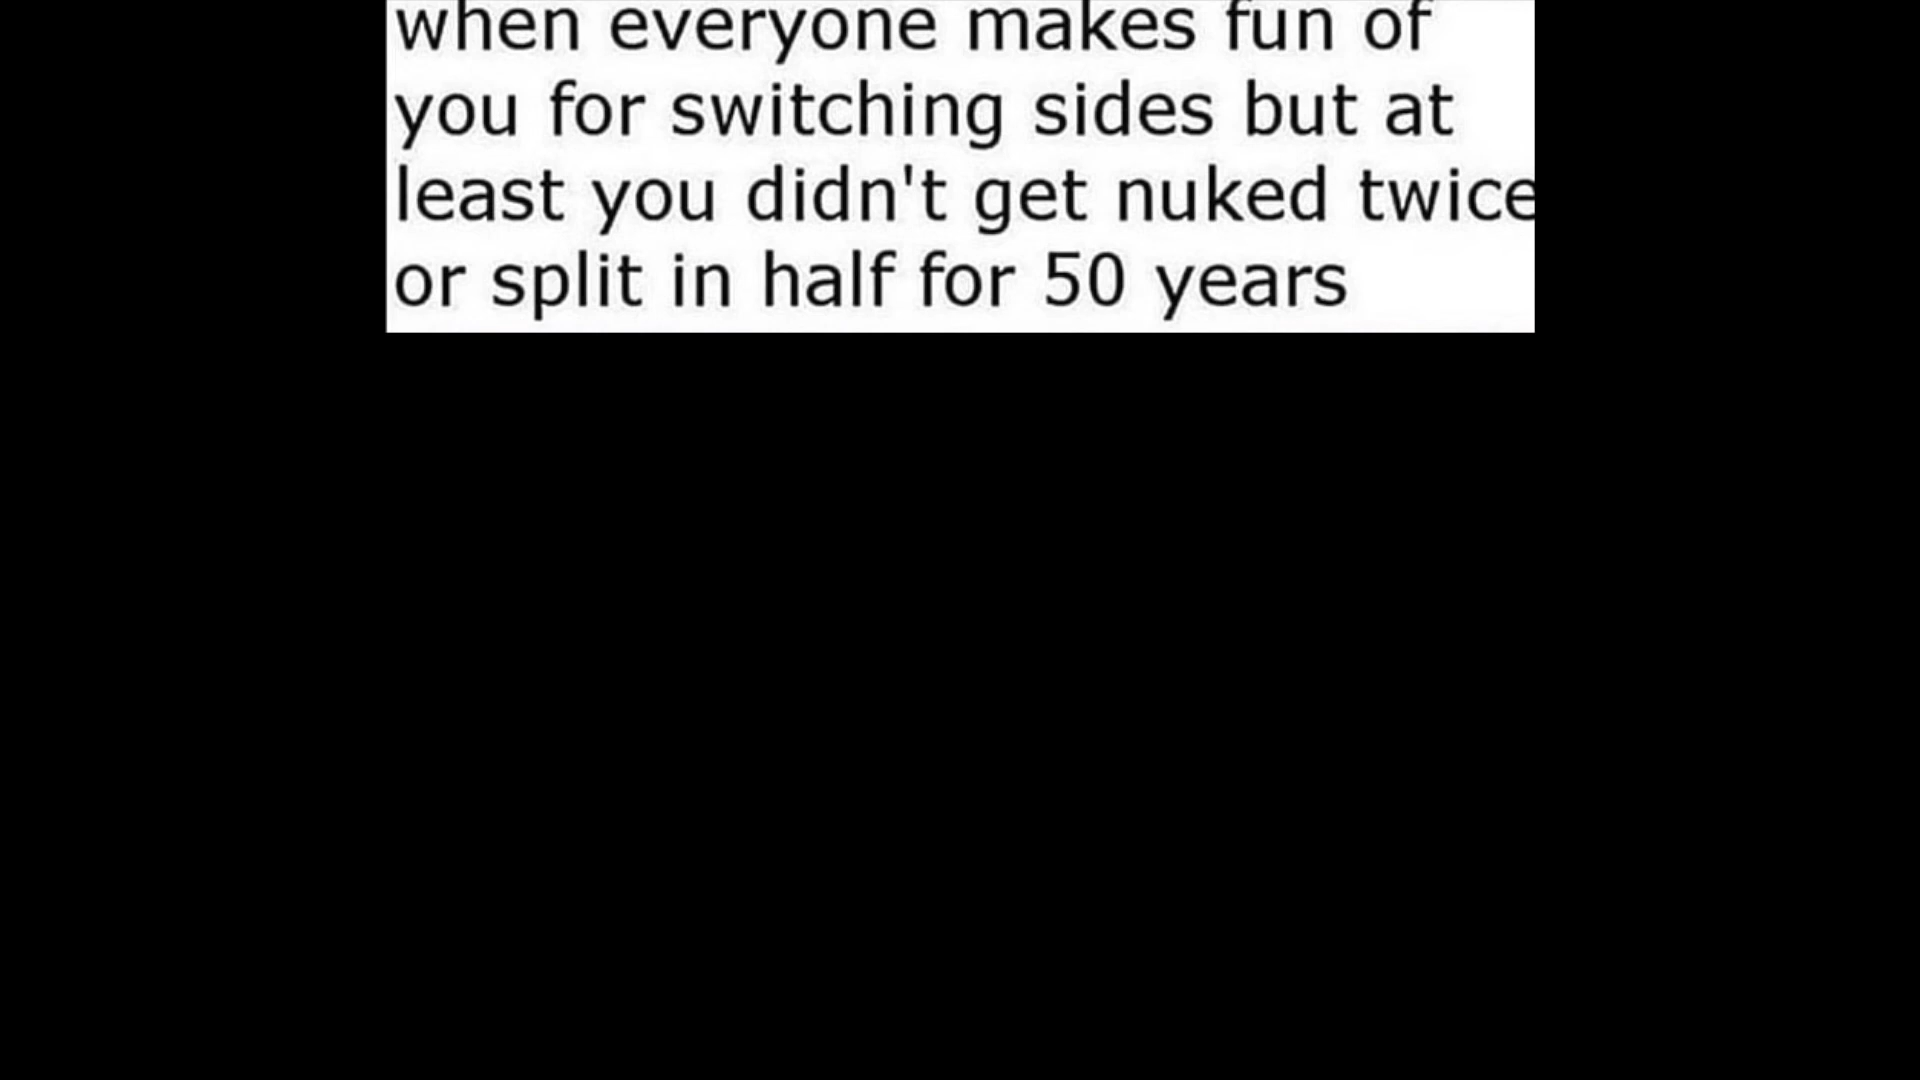 when everyone makes fun of
you for switching sides but at
least you didn't get nuked twice
or split in half for 50 years